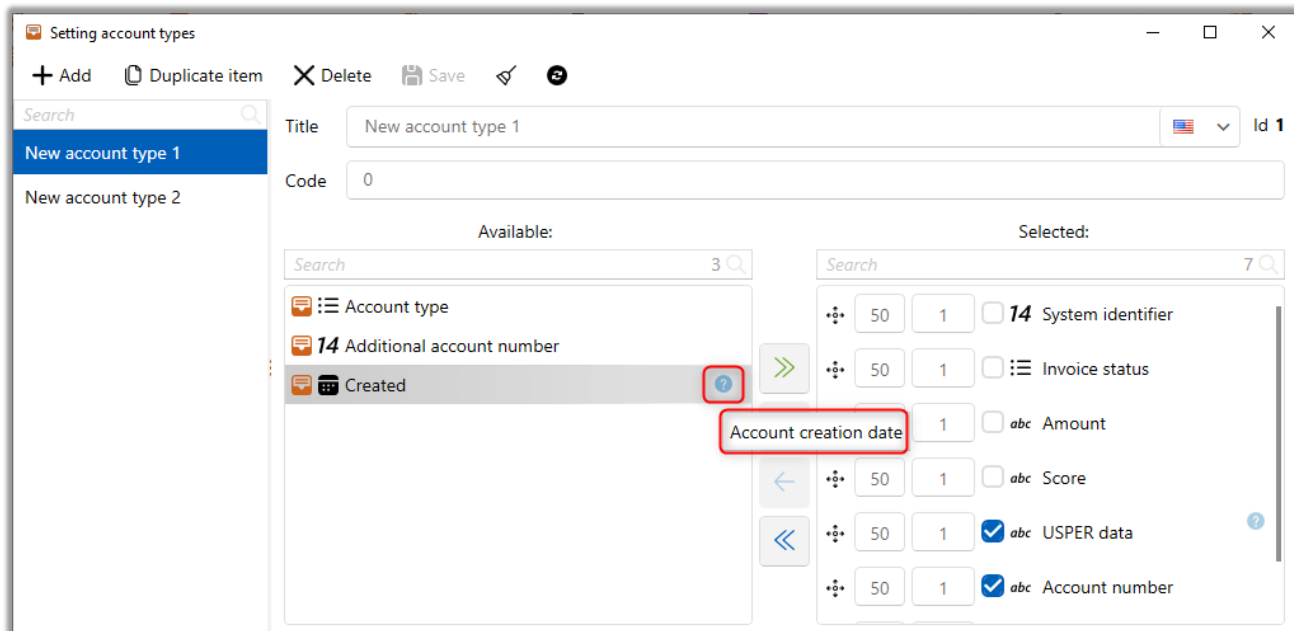 Setting account types
Add Duplicate item Delete Save
Search
Title New account type 1 Id 1
New account type 1
Code 0
New account type 2
Available: Selected:
Search 3 Search 7
Account type
14 Additional account number
Created
Account creation date
50 1 14 System identifier
50 1 Invoice status
1 abc Amount
50 1 abc Score
50 1 abc USPER data
50 1 abc Account number